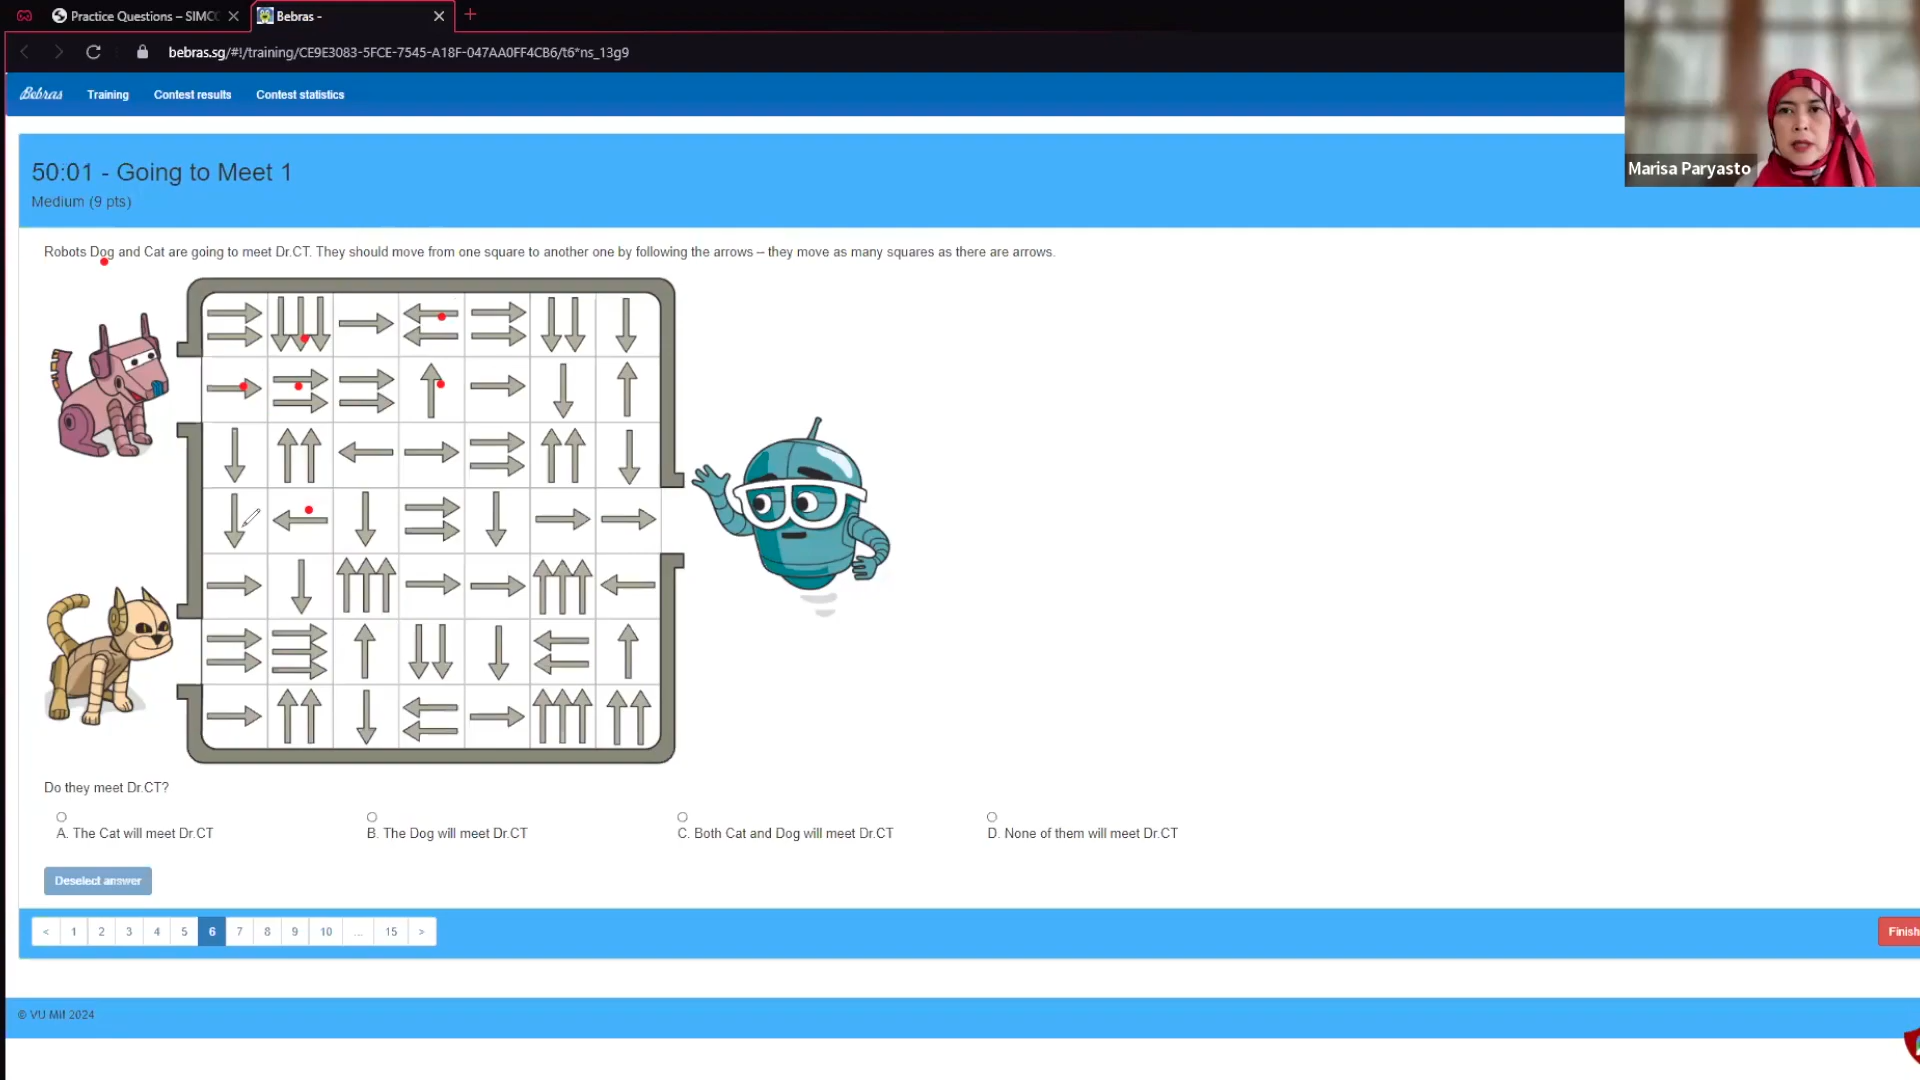 Practice Questions – SIMCC
Bebras -
bebras.sg/#!/training/CE9E3083-5FCE-7545-A18F-047AA0FF4CB6/t6*ns_13g9
Bebras Training Contest results Contest statistics
Marisa Paryasto
50:01 - Going to Meet 1
Medium (9 pts)
Robots Dog and Cat are going to meet Dr.CT. They should move from one square to another one by following the arrows – they move as many squares as there are arrows.
Do they meet Dr.CT?
A. The Cat will meet Dr.CT
B. The Dog will meet Dr.CT
C. Both Cat and Dog will meet Dr.CT
D. None of them will meet Dr.CT
Deselect answer
< 1 2 3 4 5 6 7 8 9 10 ... 15 >
Finish
© VU MIf 2024